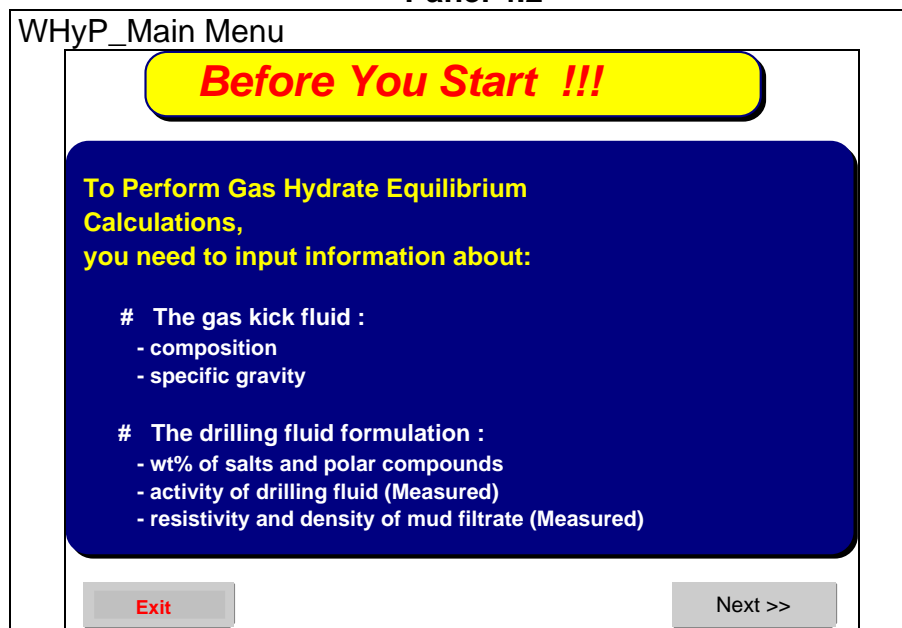 WHyP_Main Menu
Before You Start !!!
To Perform Gas Hydrate Equilibrium
Calculations,
you need to input information about:
# The gas kick fluid :
- composition
- specific gravity
# The drilling fluid formulation :
- wt% of salts and polar compounds
- activity of drilling fluid (Measured)
- resistivity and density of mud filtrate (Measured)
Exit
Next >>